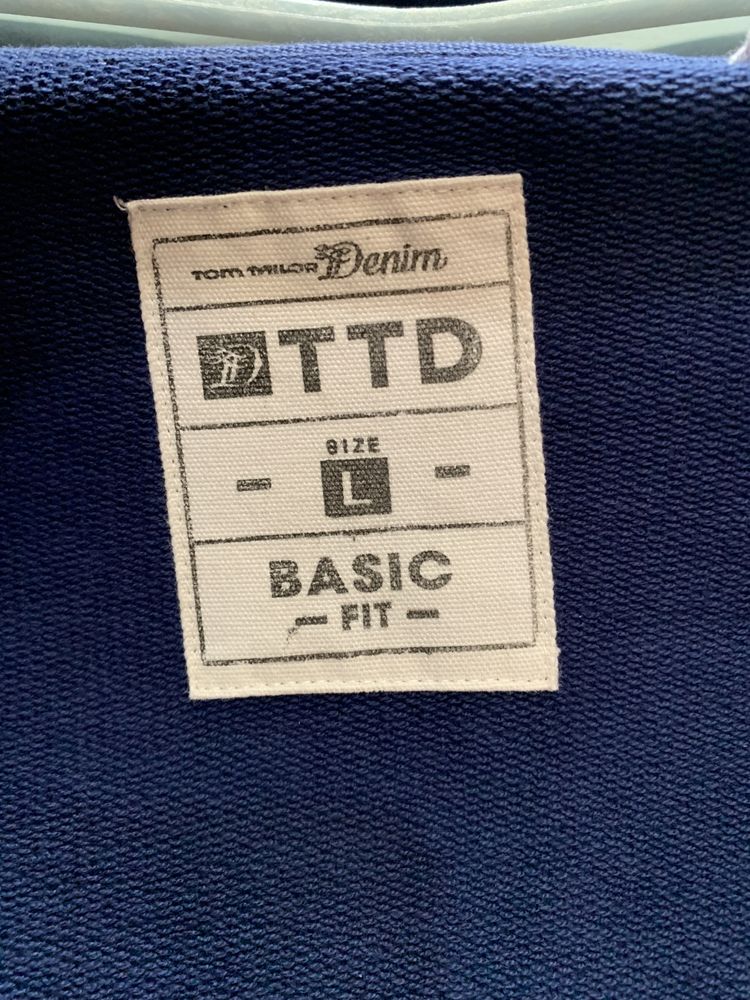 TOM TAILOR Denim
TTD
SIZE
- L -
BASIC
- FIT -